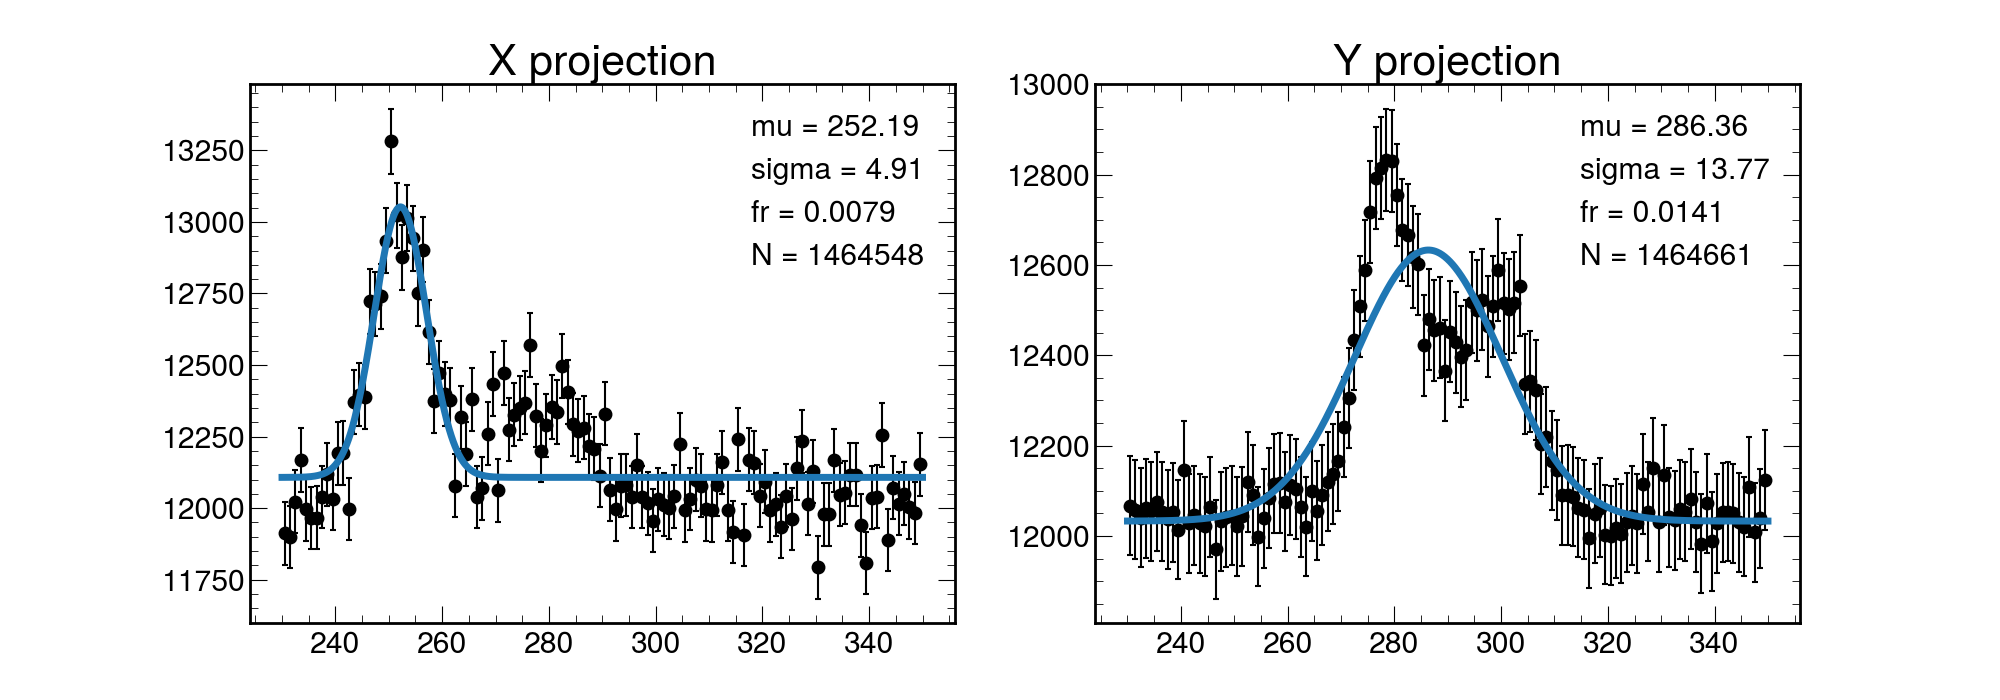 X projection
mu = 252.19
sigma = 4.91
fr = 0.0079
N = 1464548
13250
13000
12750
12500
12250
12000
11750
240 260 280 300 320 340
Y projection
mu = 286.36
sigma = 13.77
fr = 0.0141
N = 1464661
13000
12800
12600
12400
12200
12000
240 260 280 300 320 340